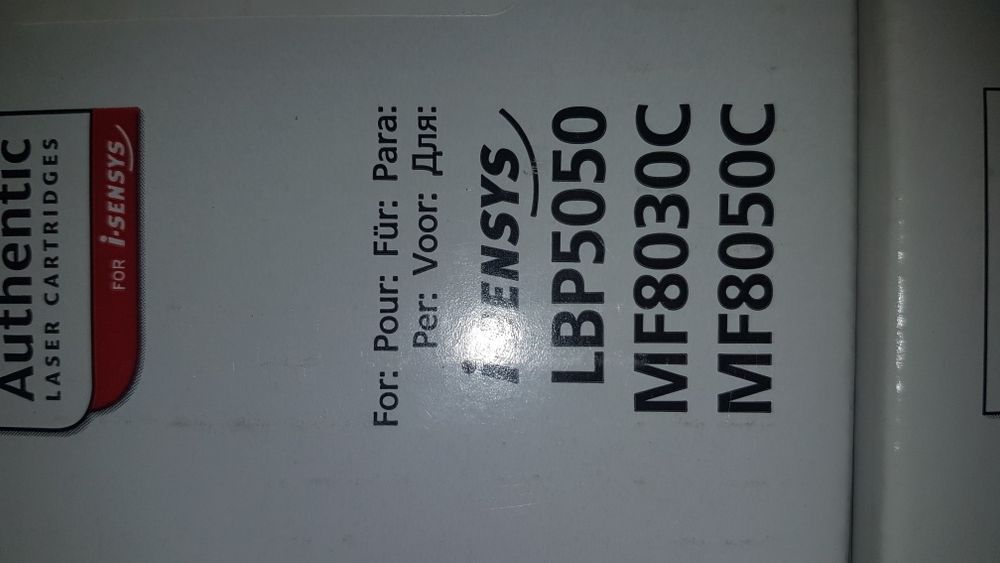 Authentic
LASER CARTRIDGES
FOR i-SENSYS
For: Pour: Für: Para:
Per: Voor: Для:
i-SENSYS
LBP5050
MF8030C
MF8050C